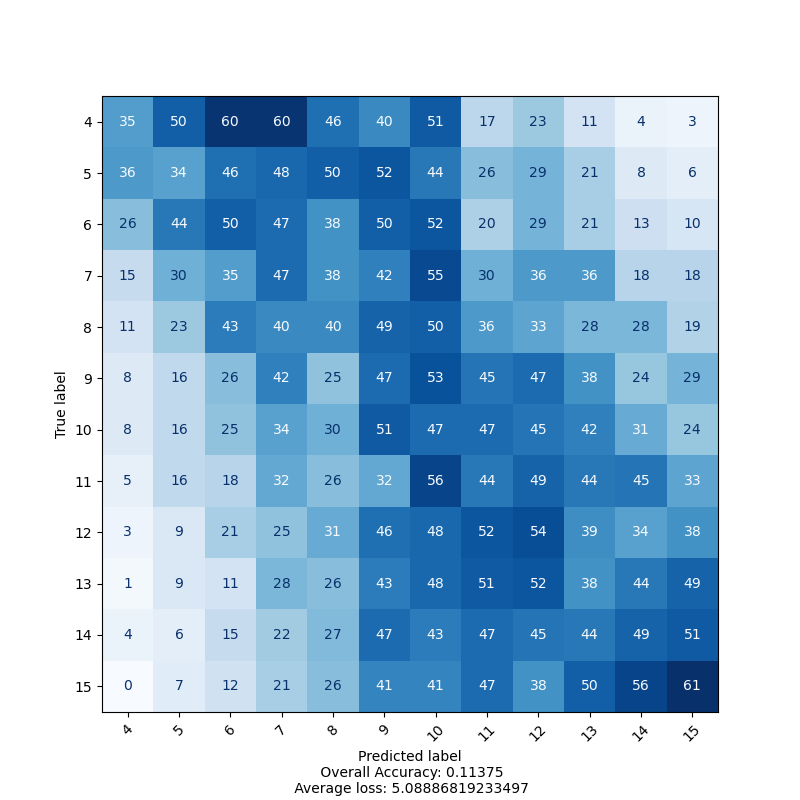 4 35 50 60 60 46 40 51 17 23 11 4 3
5 36 34 46 48 50 52 44 26 29 21 8 6
6 26 44 50 47 38 50 52 20 29 21 13 10
7 15 30 35 47 38 42 55 30 36 36 18 18
8 11 23 43 40 40 49 50 36 33 28 28 19
9 8 16 26 42 25 47 53 45 47 38 24 29
True label
10 8 16 25 34 30 51 47 47 45 42 31 24
11 5 16 18 32 26 32 56 44 49 44 45 33
12 3 9 21 25 31 46 48 52 54 39 34 38
13 1 9 11 28 26 43 48 51 52 38 44 49
14 4 6 15 22 27 47 43 47 45 44 49 51
15 0 7 12 21 26 41 41 47 38 50 56 61
4 5 6 7 8 9 10 11 12 13 14 15
Predicted label
Overall Accuracy: 0.11375
Average loss: 5.08886819233497